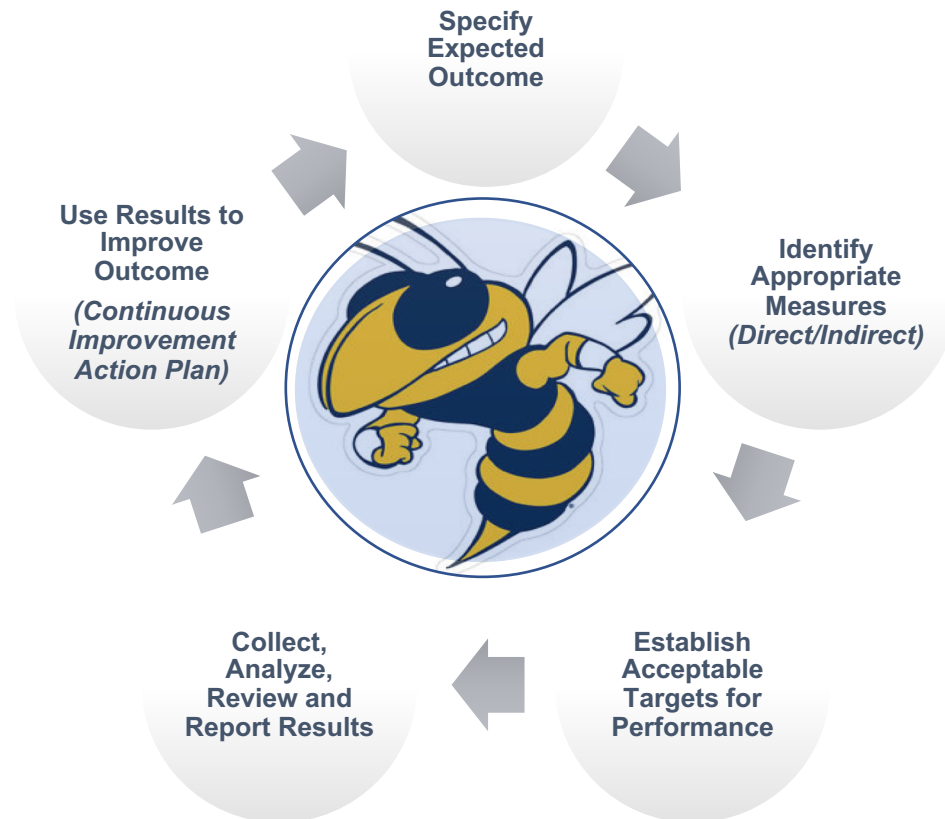 Specify
Expected
Outcome
Identify
Appropriate
Measures
(Direct/Indirect)
Establish
Acceptable
Targets for
Performance
Collect,
Analyze,
Review and
Report Results
Use Results to
Improve
Outcome
(Continuous
Improvement
Action Plan)